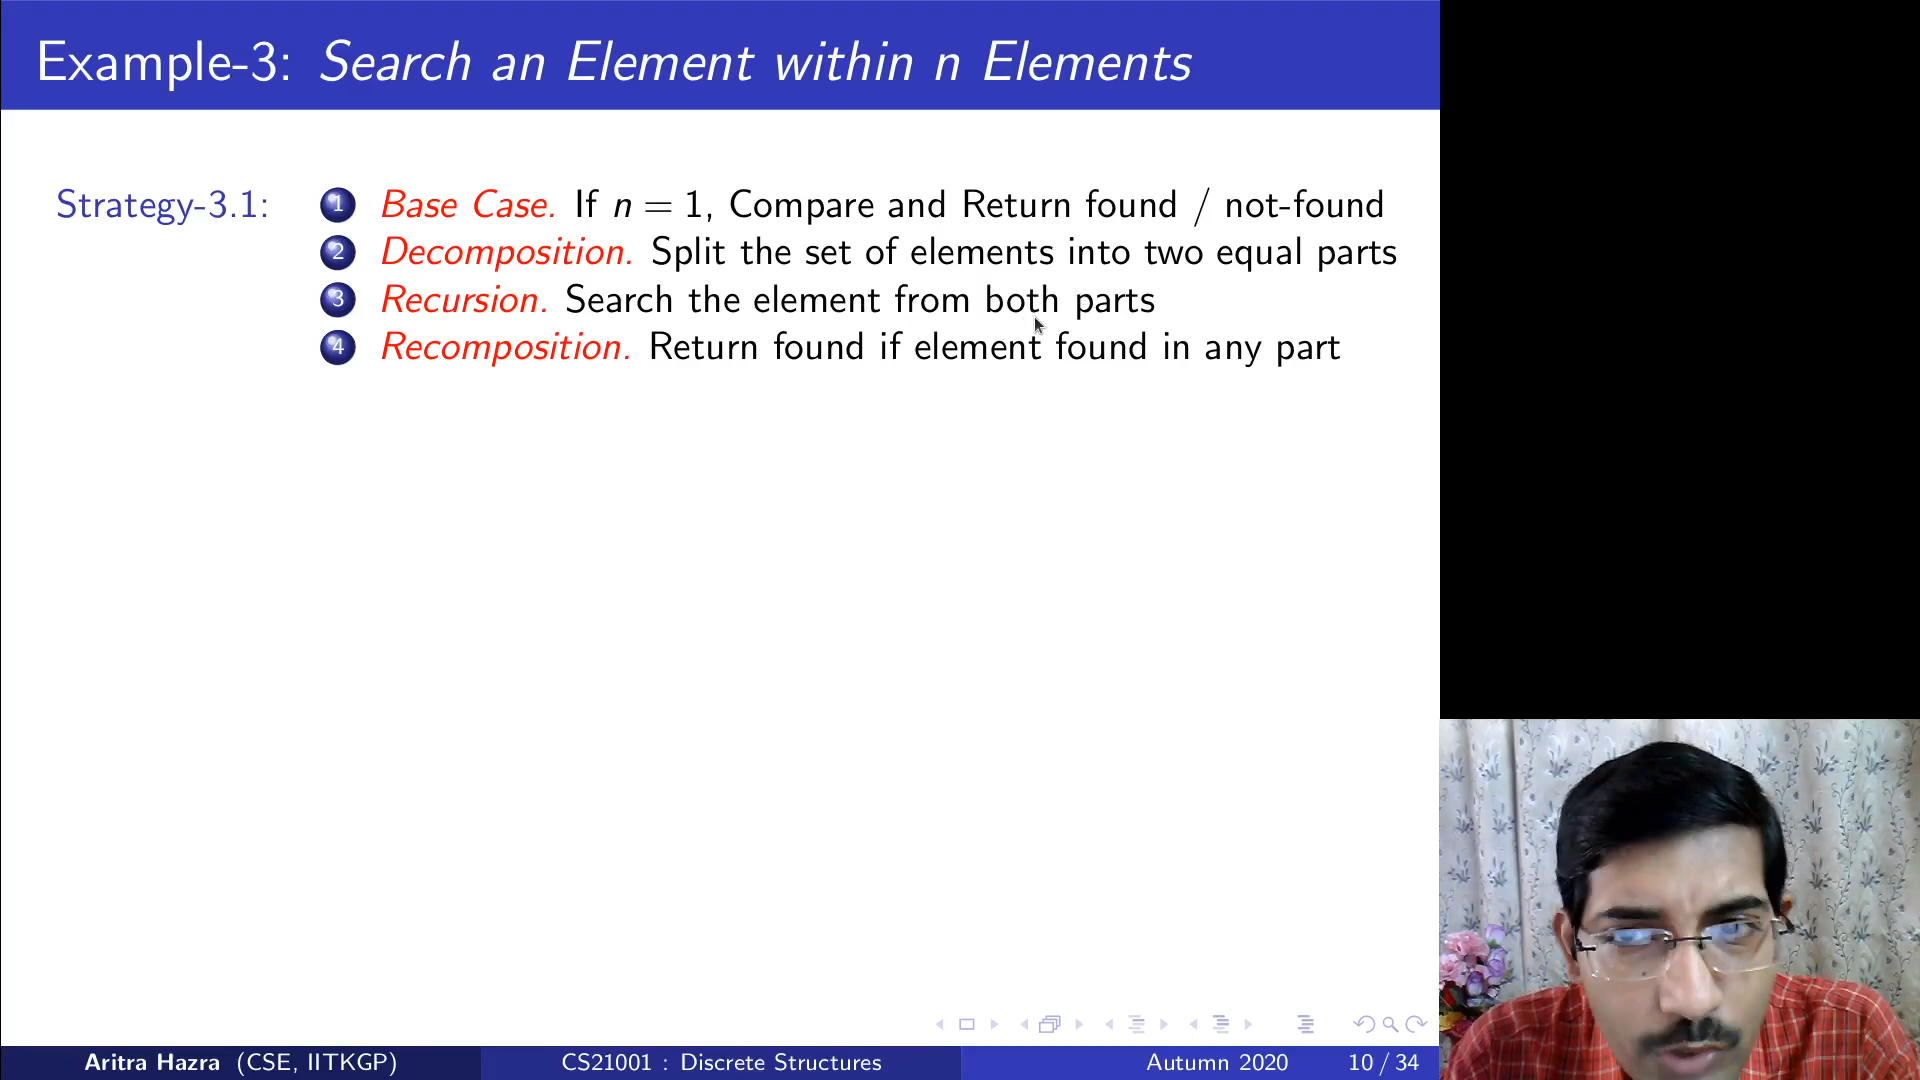 Example-3: Search an Element within n Elements
Strategy-3.1: 1 Base Case. If n = 1, Compare and Return found / not-found
2 Decomposition. Split the set of elements into two equal parts
3 Recursion. Search the element from both parts
4 Recomposition. Return found if element found in any part
Aritra Hazra (CSE, IITKGP) CS21001 : Discrete Structures Autumn 2020 10 / 34